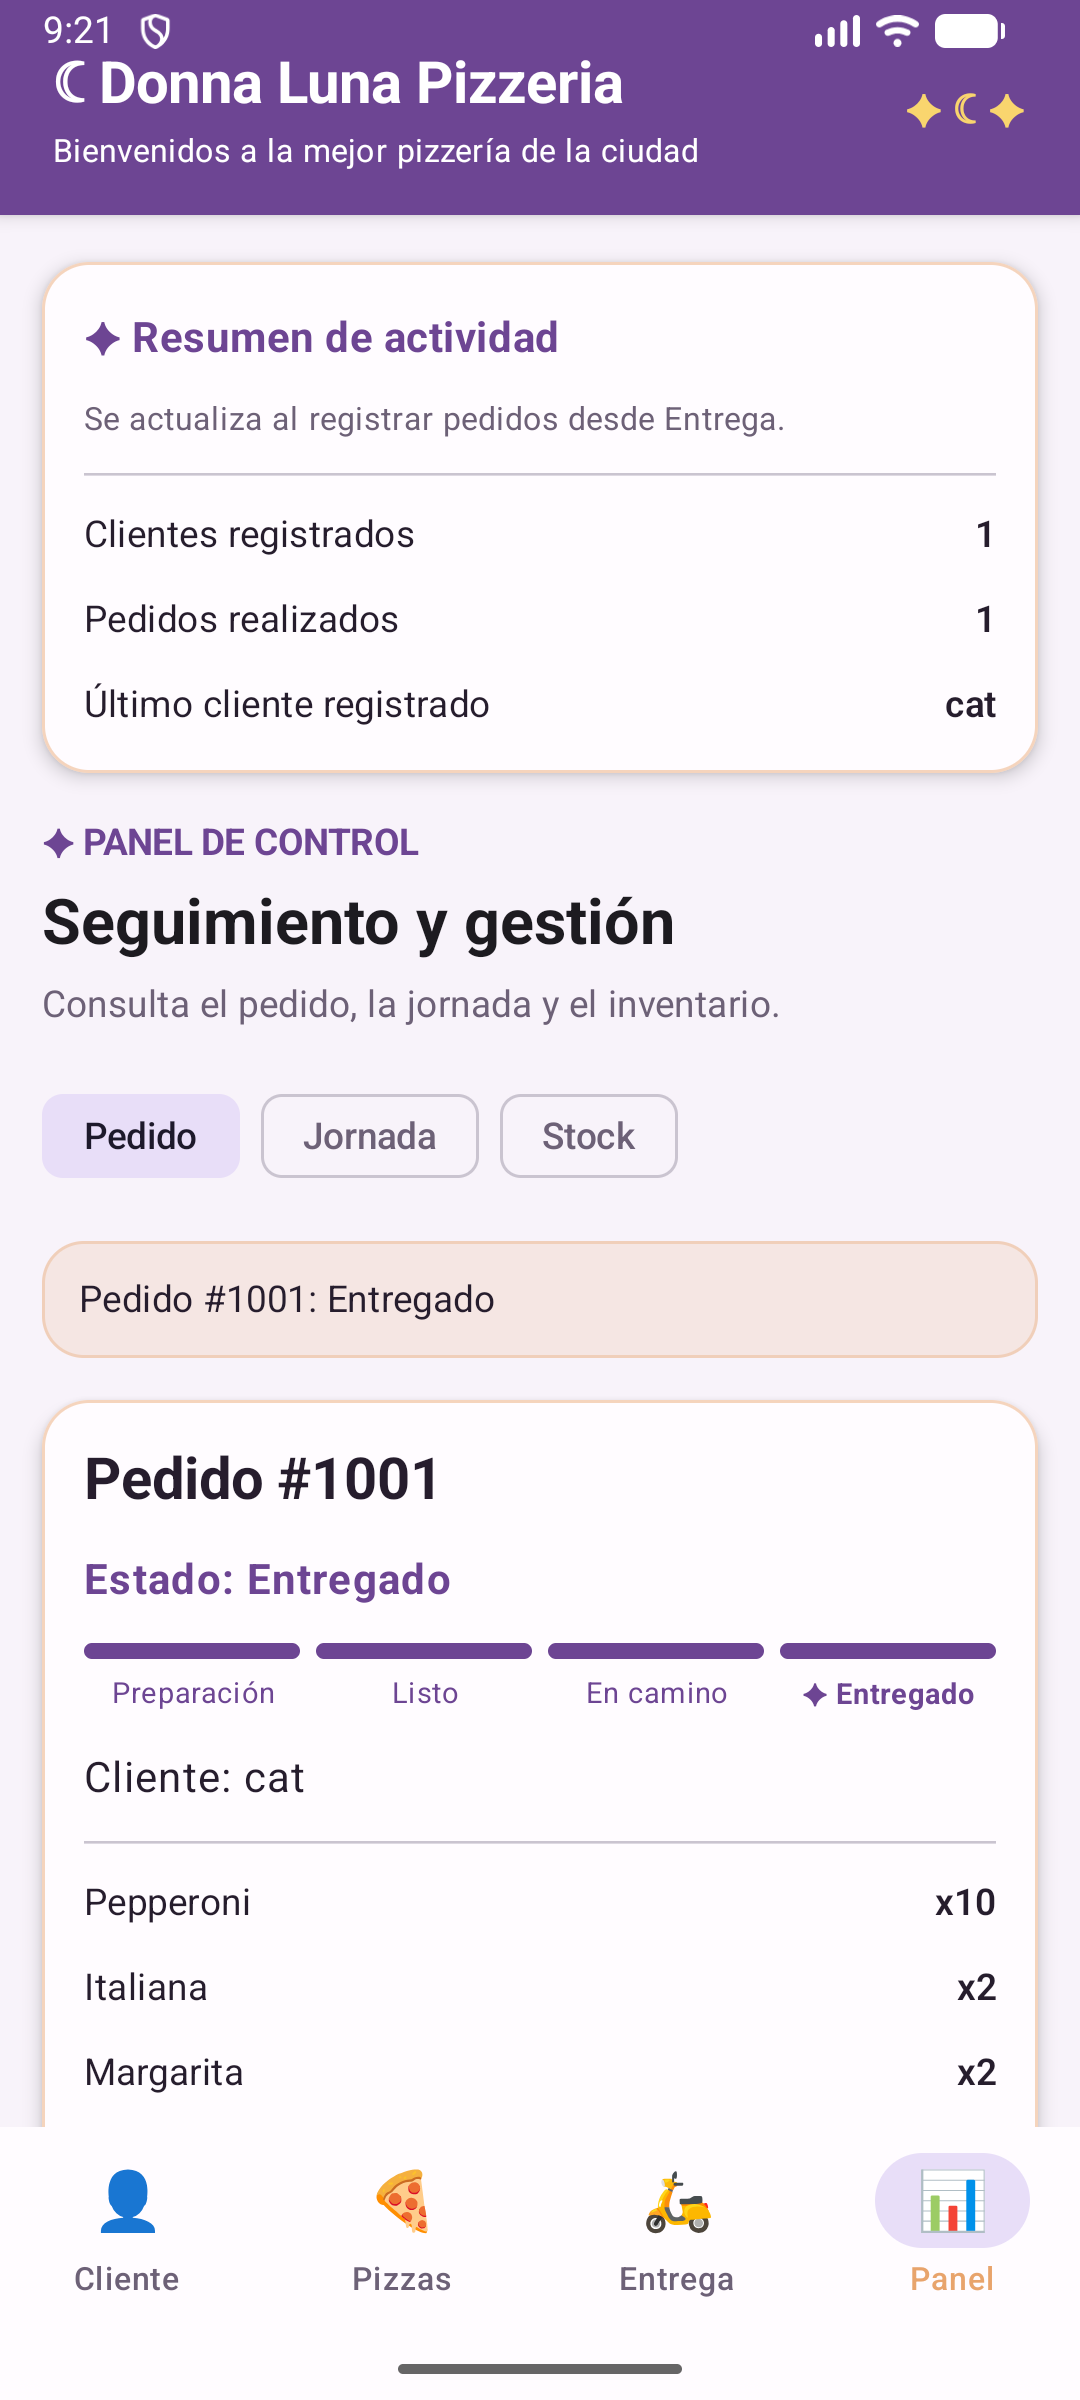 9:21
Donna Luna Pizzeria
Bienvenidos a la mejor pizzería de la ciudad
Resumen de actividad
Se actualiza al registrar pedidos desde Entrega.
Clientes registrados 1
Pedidos realizados 1
Último cliente registrado cat
PANEL DE CONTROL
Seguimiento y gestión
Consulta el pedido, la jornada y el inventario.
Pedido Jornada Stock
Pedido #1001: Entregado
Pedido #1001
Estado: Entregado
Preparación Listo En camino ✦ Entregado
Cliente: cat
Pepperoni x10
Italiana x2
Margarita x2
Cliente Pizzas Entrega Panel